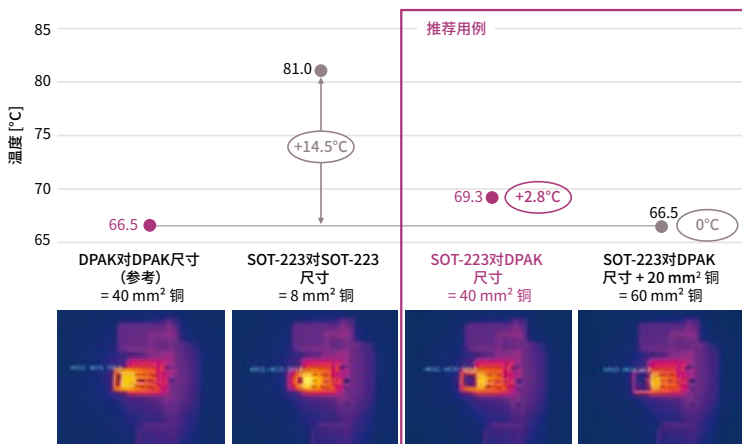 推荐用例
温度 [°C]
85
80
75
70
65
66.5
81.0
+14.5°C
69.3
+2.8°C
66.5
0°C
DPAK对DPAK尺寸
（参考）
= 40 mm² 铜
SOT-223对SOT-223
尺寸
= 8 mm² 铜
SOT-223对DPAK
尺寸
= 40 mm² 铜
SOT-223对DPAK
尺寸 + 20 mm² 铜
= 60 mm² 铜